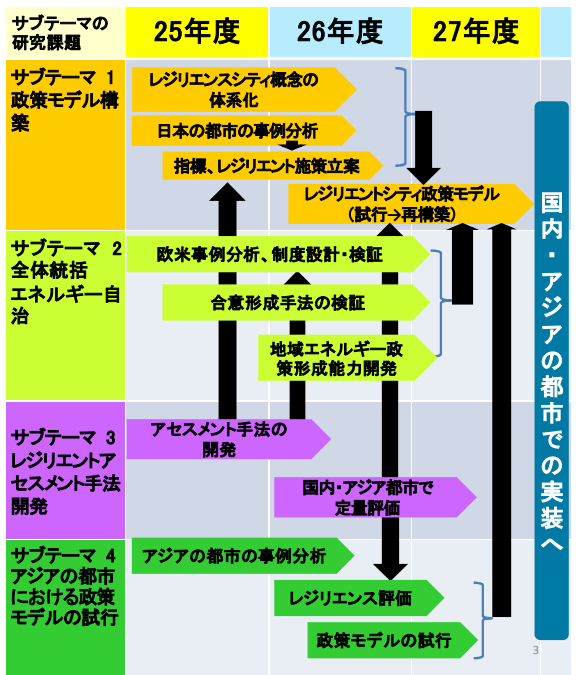 サブテーマの
研究課題
25年度
26年度
27年度
サブテーマ 1
政策モデル構
築
レジリエンスシティ概念の
体系化
日本の都市の事例分析
指標、レジリエント施策立案
レジリエントシティ政策モデル
(試行→再構築)
サブテーマ 2
全体統括
エネルギー自
治
欧米事例分析、制度設計・検証
合意形成手法の検証
地域エネルギー政
策形成能力開発
サブテーマ 3
レジリエントア
セスメント手法
開発
アセスメント手法の
開発
国内・アジア都市で
定量評価
サブテーマ 4
アジアの都市
における政策
モデルの試行
アジアの都市の事例分析
レジリエンス評価
政策モデルの試行
国内・アジアの都市での実装へ
3